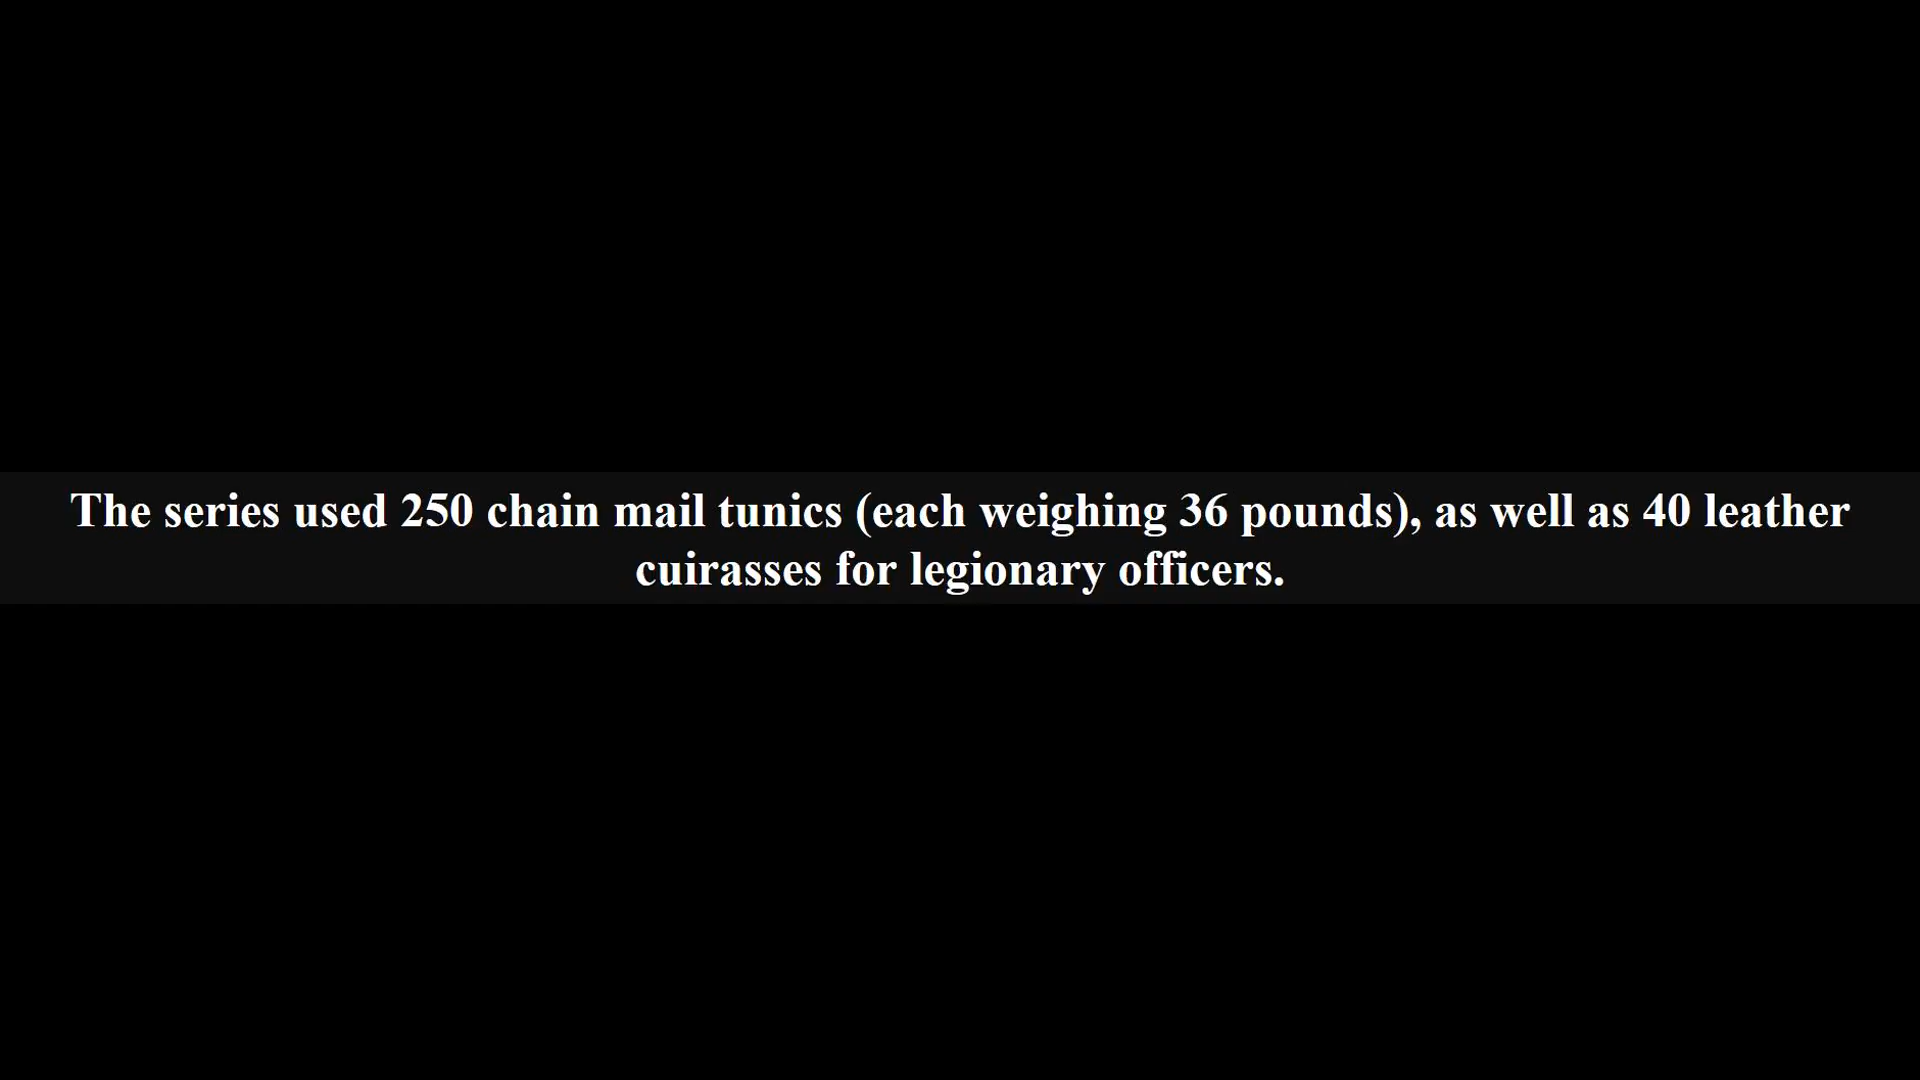 The series used 250 chain mail tunics (each weighing 36 pounds), as well as 40 leather
cuirasses for legionary officers.